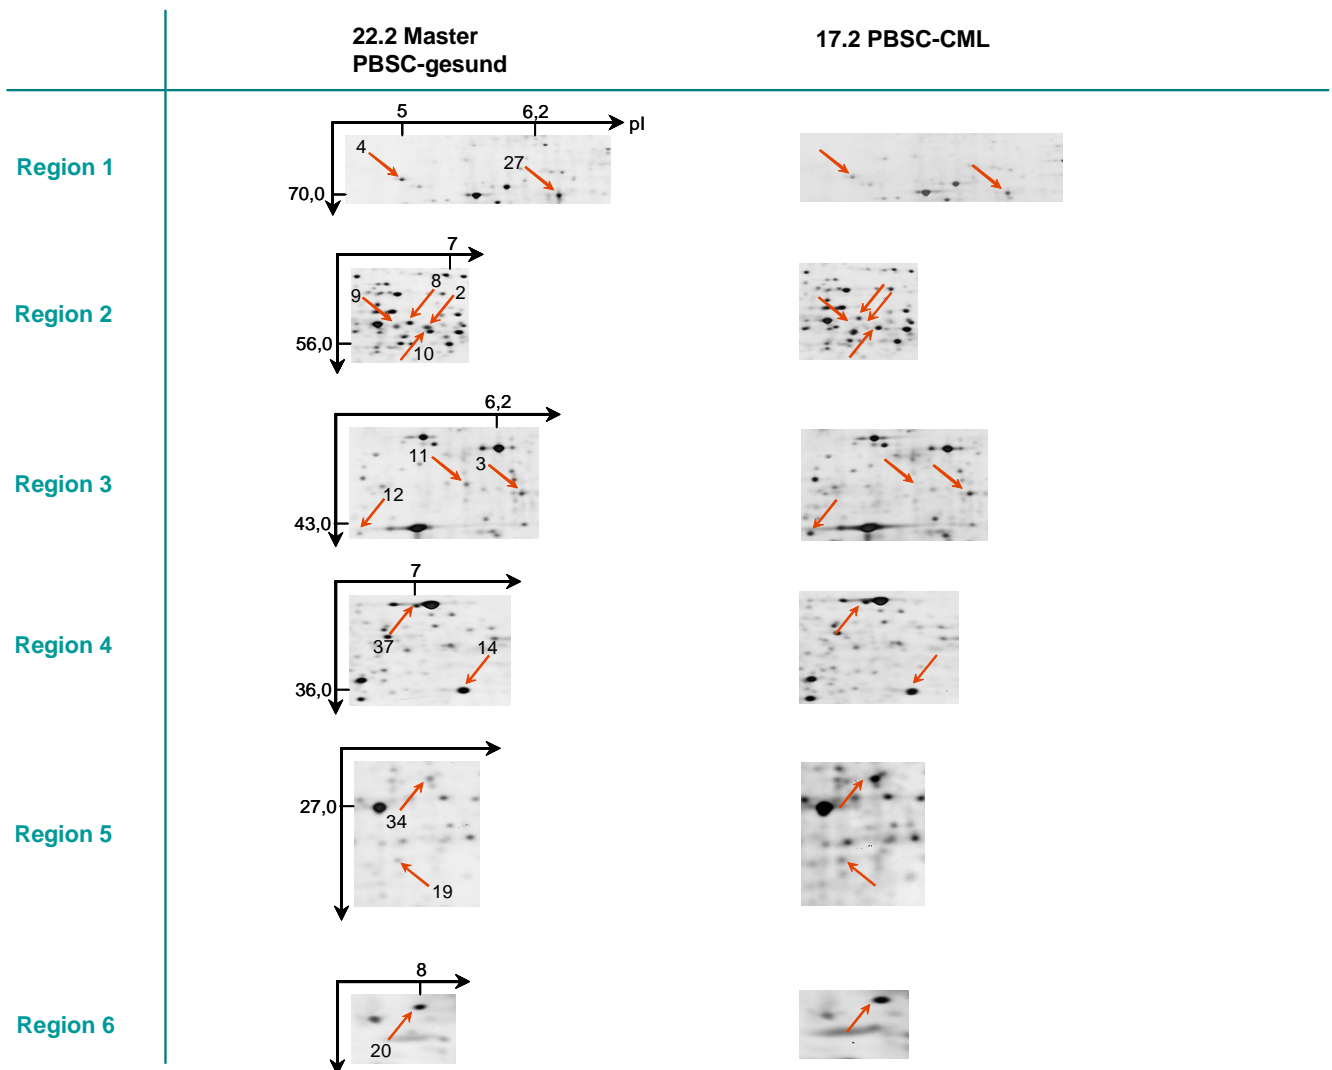 22.2 Master
PBSC-gesund
17.2 PBSC-CML
Region 1
5
6,2
pI
4
27
70,0
Region 2
7
9
8
2
10
56,0
Region 3
6,2
11
3
12
43,0
Region 4
7
37
14
36,0
Region 5
27,0
34
19
Region 6
8
20